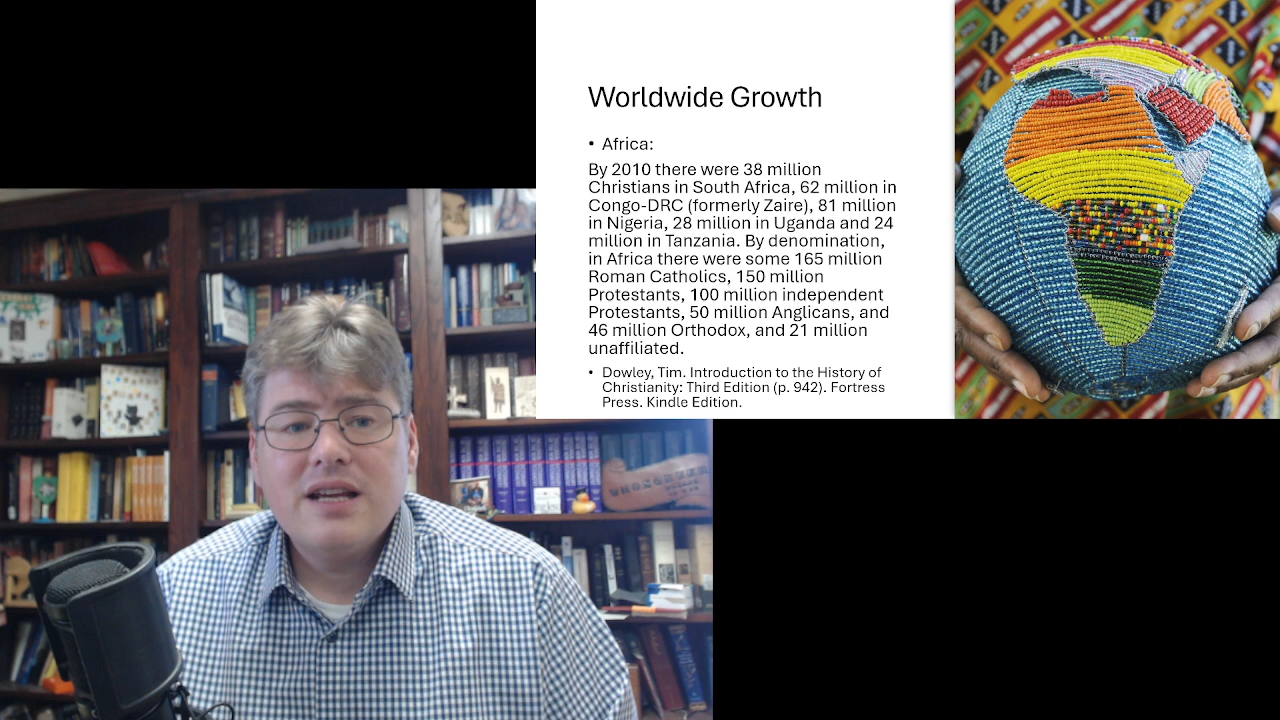 Worldwide Growth
• Africa:
By 2010 there were 38 million
Christians in South Africa, 62 million in
Congo-DRC (formerly Zaire), 81 million
in Nigeria, 28 million in Uganda and 24
million in Tanzania. By denomination,
in Africa there were some 165 million
Roman Catholics, 150 million
Protestants, 100 million independent
Protestants, 50 million Anglicans, and
46 million Orthodox, and 21 million
unaffiliated.
• Dowley, Tim. Introduction to the History of
Christianity: Third Edition (p. 942). Fortress
Press. Kindle Edition.